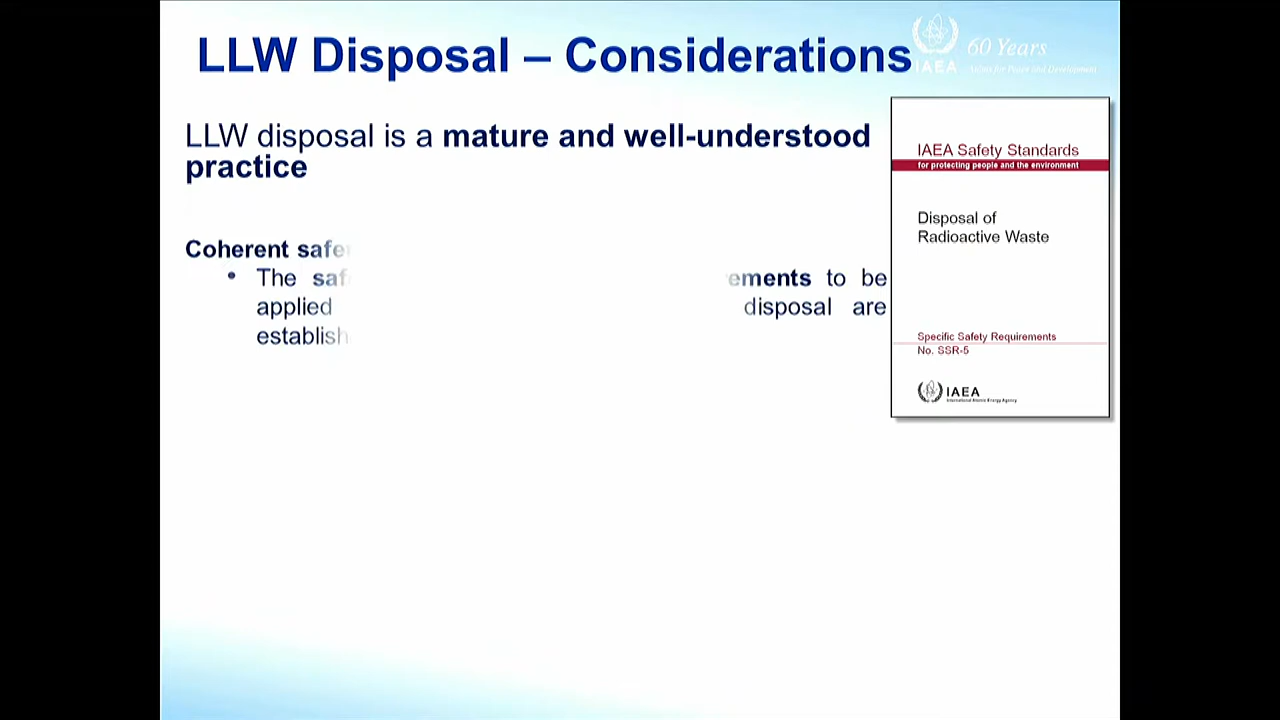 LLW Disposal – Considerations
IAEA
60 Years
Atoms for Peace and Development
LLW disposal is a mature and well-understood
practice
Coherent safe
• The saf ements to be
applied disposal are
establish
IAEA Safety Standards
for protecting people and the environment
Disposal of
Radioactive Waste
Specific Safety Requirements
No. SSR-5
IAEA
International Atomic Energy Agency